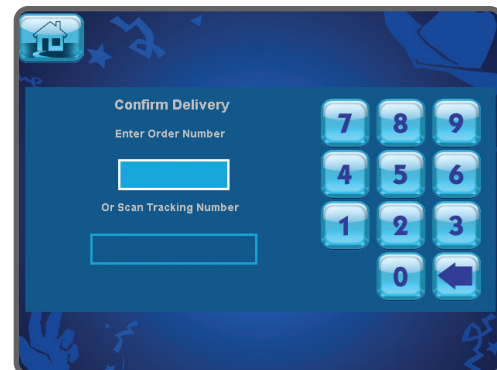 Confirm Delivery
Enter Order Number
Or Scan Tracking Number
7 8 9
4 5 6
1 2 3
0